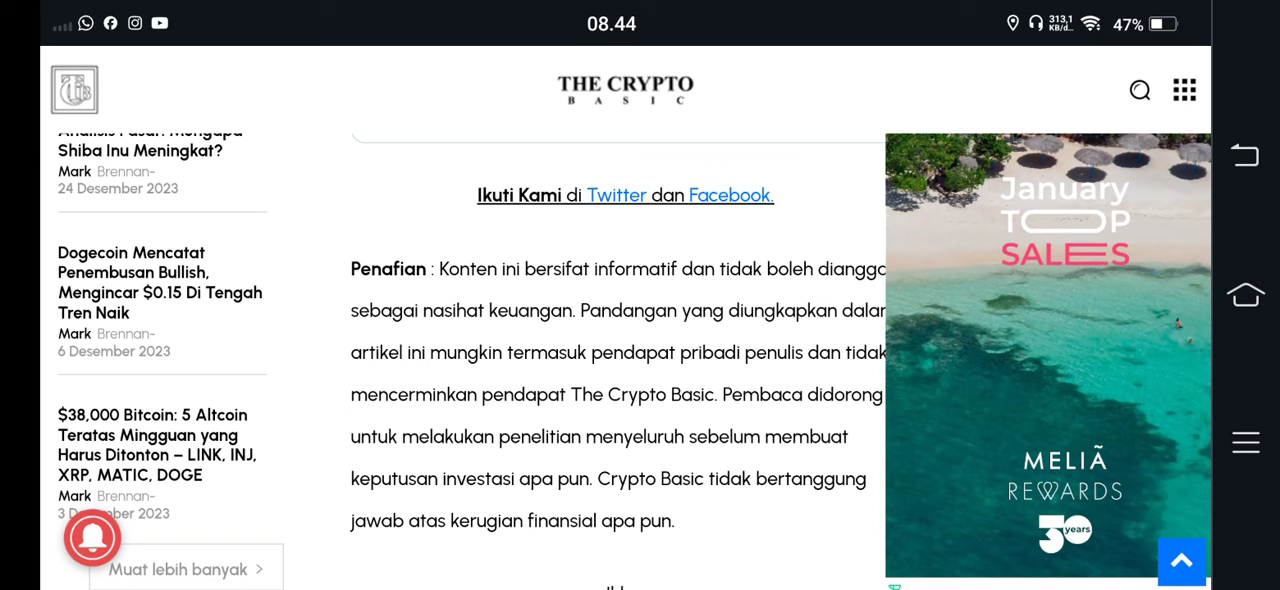 08.44
313,1
KB/d...
47%
THE CRYPTO
BASIC
Analisis Pasar: Mengapa
Shiba Inu Meningkat?
Mark Brennan-
24 Desember 2023
Dogecoin Mencatat
Penembusan Bullish,
Mengincar $0.15 Di Tengah
Tren Naik
Mark Brennan-
6 Desember 2023
$38,000 Bitcoin: 5 Altcoin
Teratas Mingguan yang
Harus Ditonton – LINK, INJ,
XRP, MATIC, DOGE
Mark Brennan-
2023
Muat lebih banyak >
Ikuti Kami di Twitter dan Facebook.
Penafian : Konten ini bersifat informatif dan tidak boleh diangga
sebagai nasihat keuangan. Pandangan yang diungkapkan dalar
artikel ini mungkin termasuk pendapat pribadi penulis dan tidak
mencerminkan pendapat The Crypto Basic. Pembaca didorong
untuk melakukan penelitian menyeluruh sebelum membuat
keputusan investasi apa pun. Crypto Basic tidak bertanggung
jawab atas kerugian finansial apa pun.
January
TOP
SALES
MELIÃ
REWARDS
30 years